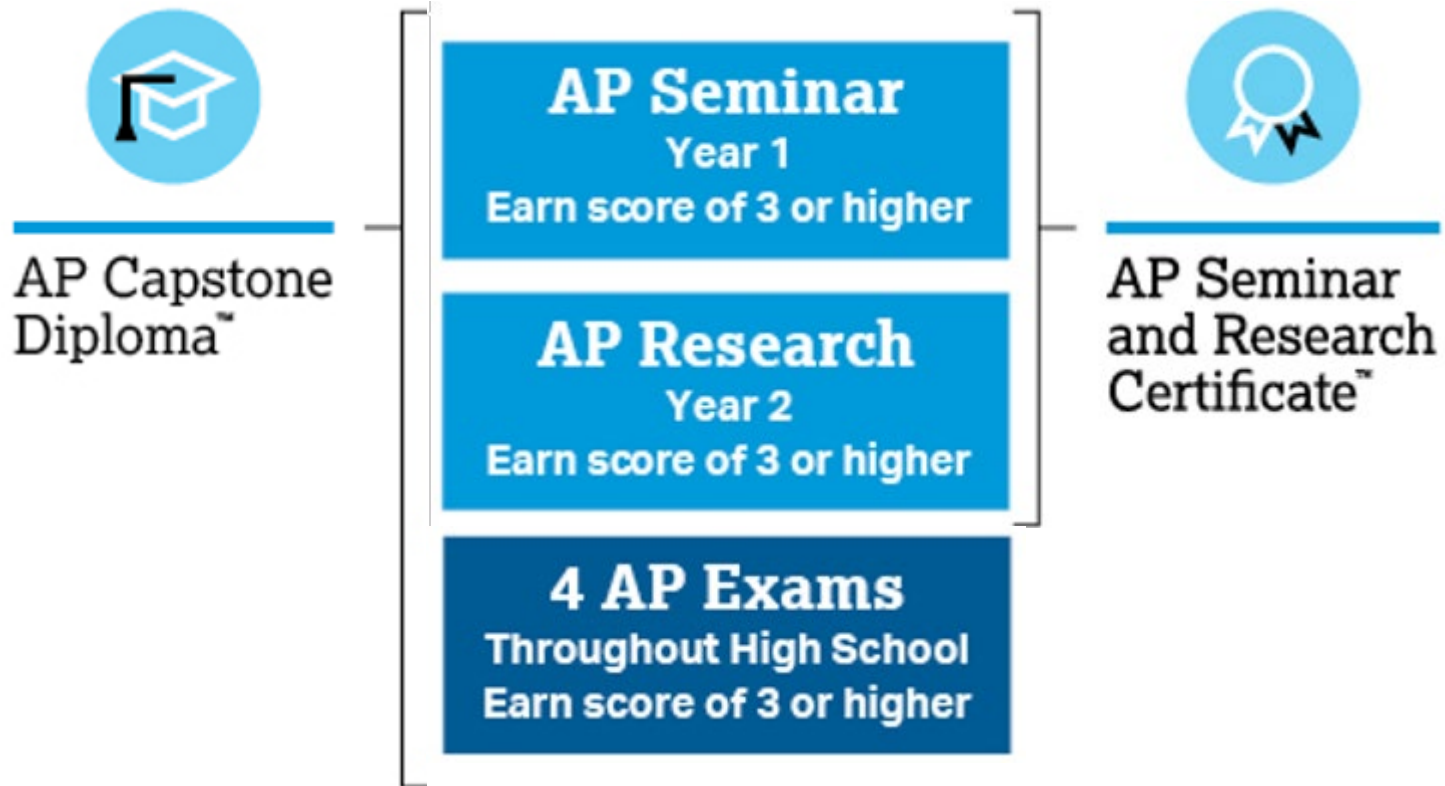 AP Capstone
Diploma™
AP Seminar
Year 1
Earn score of 3 or higher
AP Research
Year 2
Earn score of 3 or higher
4 AP Exams
Throughout High School
Earn score of 3 or higher
AP Seminar
and Research
Certificate™